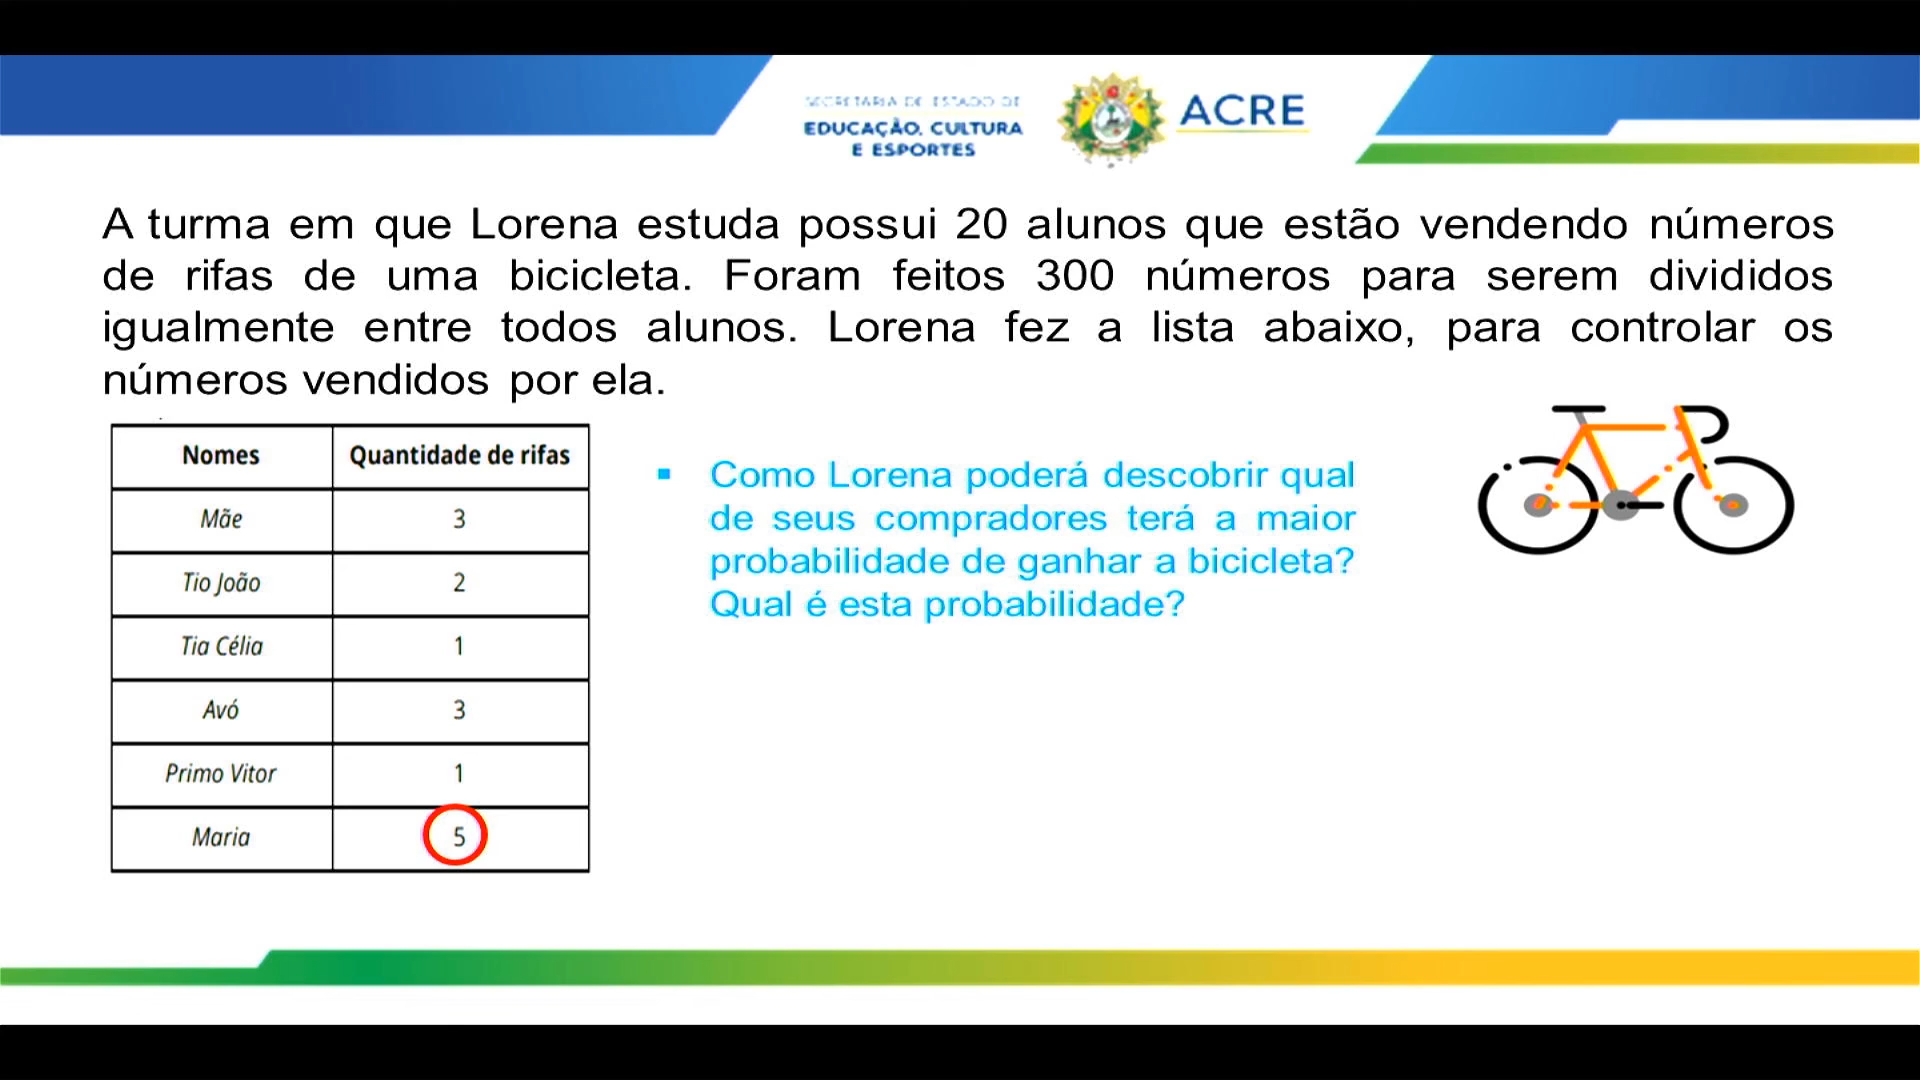 SECRETARIA DE ESTADO DE
EDUCAÇÃO, CULTURA
E ESPORTES
ACRE
A turma em que Lorena estuda possui 20 alunos que estão vendendo números
de rifas de uma bicicleta. Foram feitos 300 números para serem divididos
igualmente entre todos alunos. Lorena fez a lista abaixo, para controlar os
números vendidos por ela.
Nomes Quantidade de rifas
Mãe 3
Tio João 2
Tia Célia 1
Avó 3
Primo Vitor 1
Maria 5
▪ Como Lorena poderá descobrir qual
de seus compradores terá a maior
probabilidade de ganhar a bicicleta?
Qual é esta probabilidade?